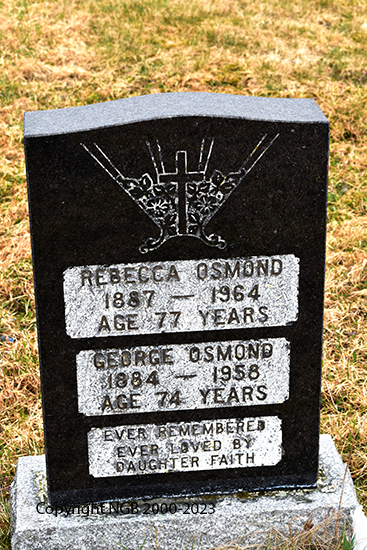 REBECCA OSMOND
1887 — 1964
AGE 77 YEARS
GEORGE OSMOND
1884 — 1958
AGE 74 YEARS
EVER REMEMBERED
EVER LOVED BY
DAUGHTER FAITH
Copyright NGB 2000-2023